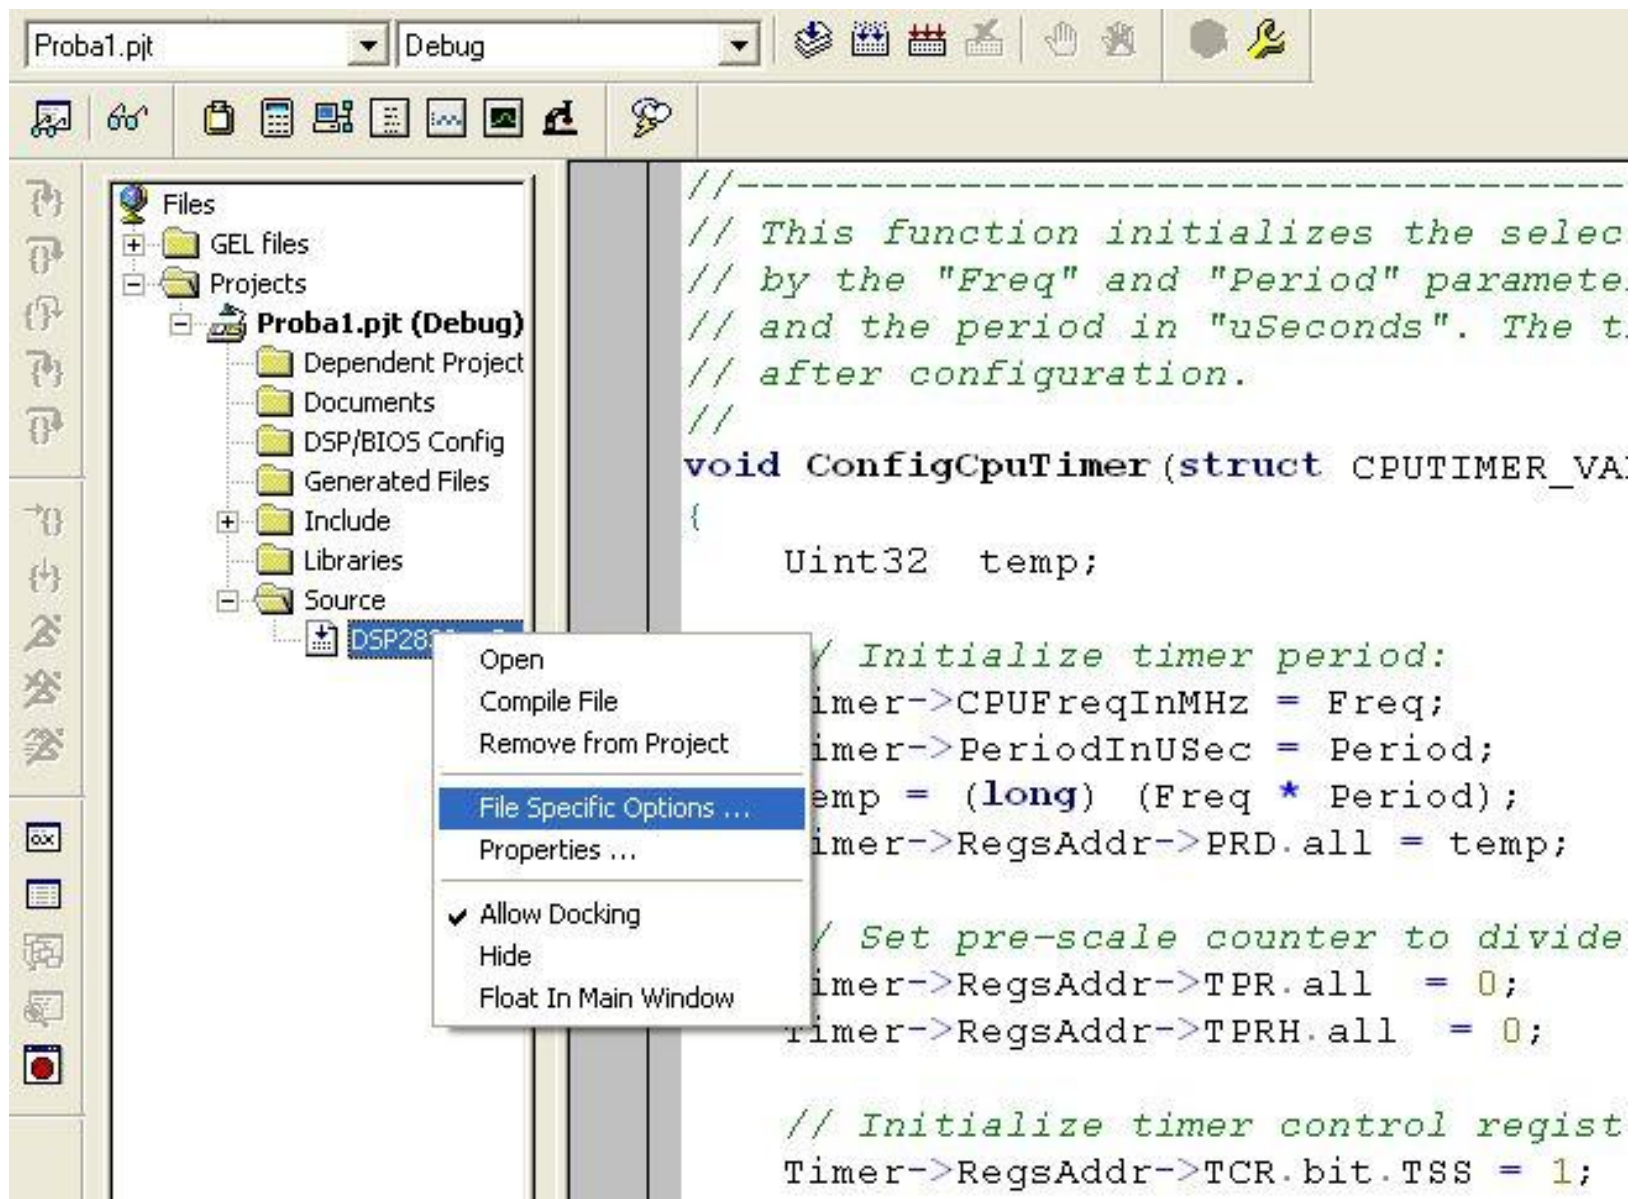 Proba1.pjt
Debug
Files
GEL files
Projects
Proba1.pjt (Debug)
Dependent Project
Documents
DSP/BIOS Config
Generated Files
Include
Libraries
Source
DSP28
Open
Compile File
Remove from Project
File Specific Options ...
Properties ...
Allow Docking
Hide
Float In Main Window
//-------------------------------------
// This function initializes the selec
// by the "Freq" and "Period" paramete
// and the period in "uSeconds". The t
// after configuration.
//
void ConfigCpuTimer(struct CPUTIMER_VA
{
Uint32 temp;
/ Initialize timer period:
imer->CPUFreqInMHz = Freq;
imer->PeriodInUSec = Period;
emp = (long) (Freq * Period);
imer->RegsAddr->PRD.all = temp;
/ Set pre-scale counter to divide
imer->RegsAddr->TPR.all = 0;
Timer->RegsAddr->TPRH.all = 0;
// Initialize timer control regist
Timer->RegsAddr->TCR.bit.TSS = 1;